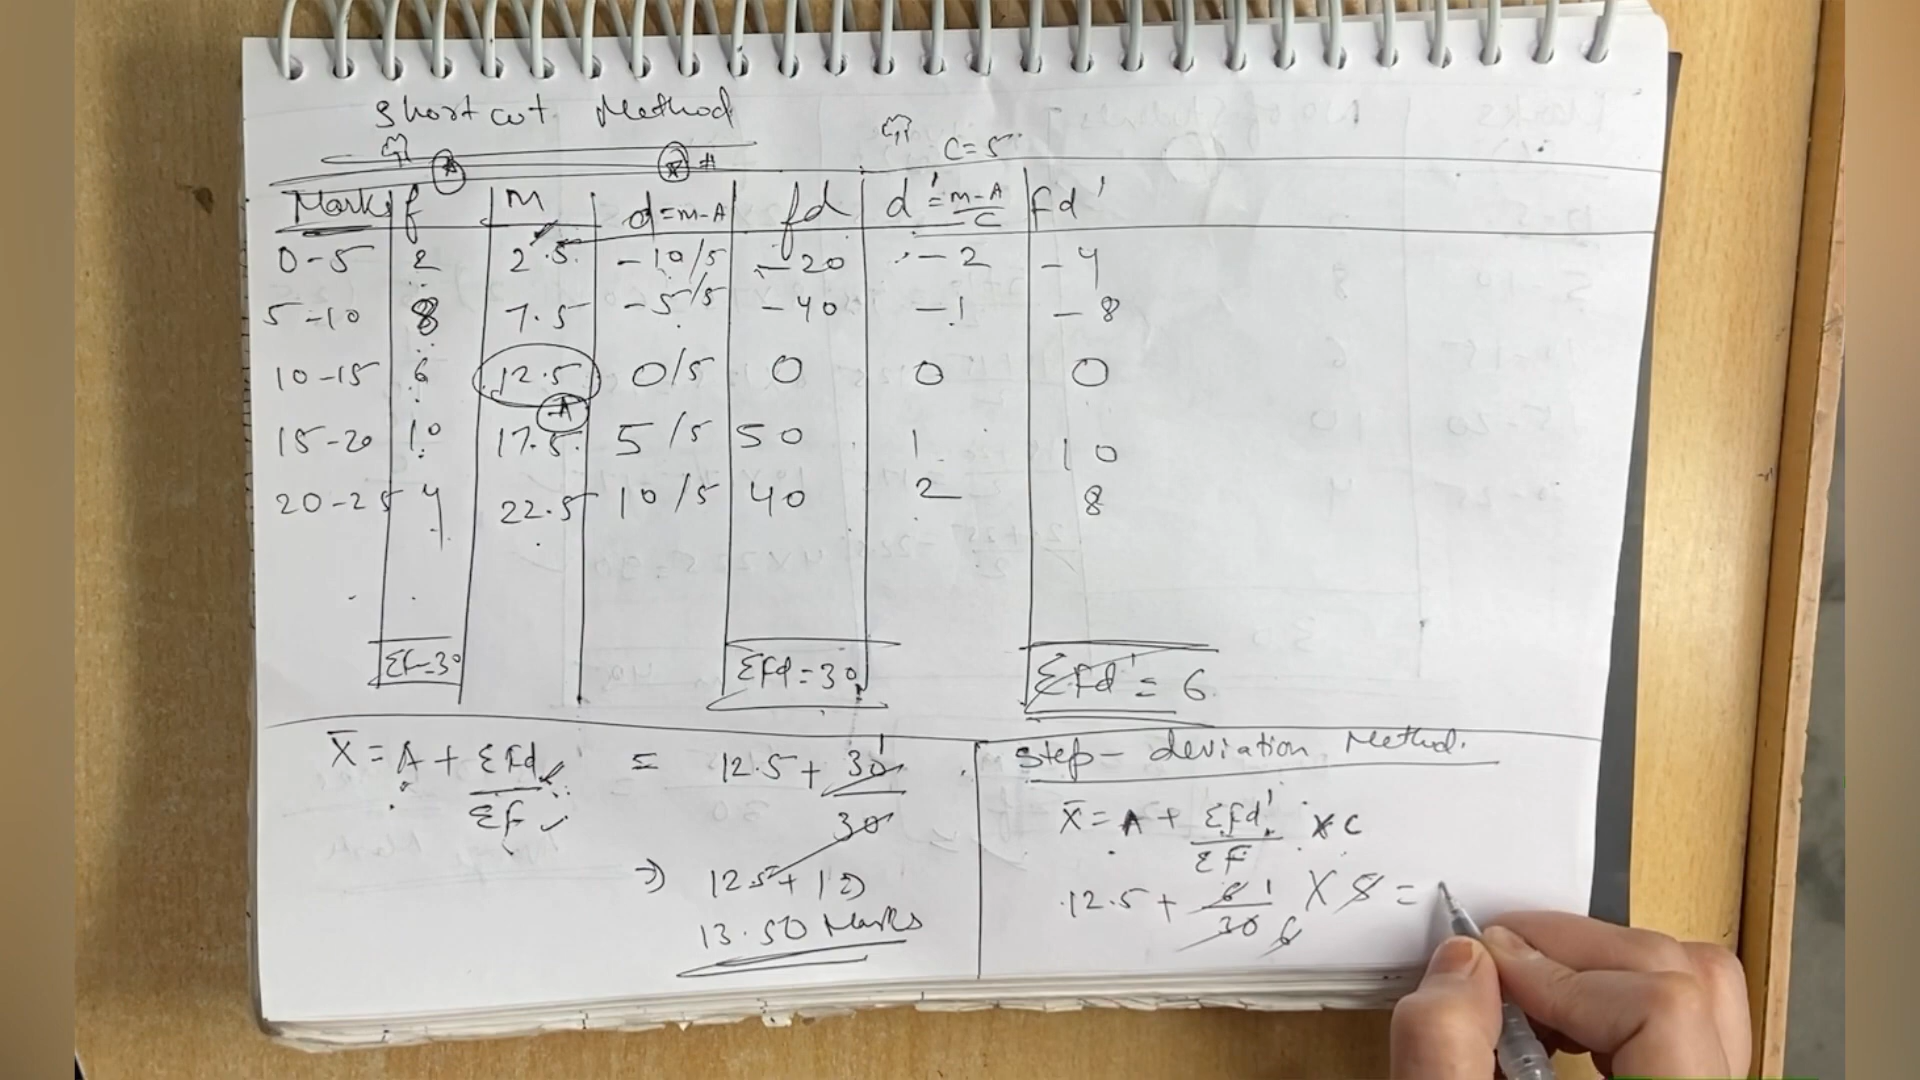 Short cut Method
A A #
C=5
Marks f M d=m-A fd d'=m-A/C Fd'
0-5 2 2.5 -10/5 -20 -2 -4
5-10 8 7.5 -5/5 -40 -1 -8
10-15 6 12.5 0/5 0 0 0
A
15-20 10 17.5 5/5 50 1 10
20-25 4 22.5 10/5 40 2 8
Σf=30 Σfd=30 Σfd'=6
X̄=A+Σfd/Σf = 12.5+30/30 1
⇒ 12.5+1⇒
13.50 Marks
Step-deviation Method.
X̄=A+Σfd'/Σf ×C
12.5+6/30 1 6 ×5=